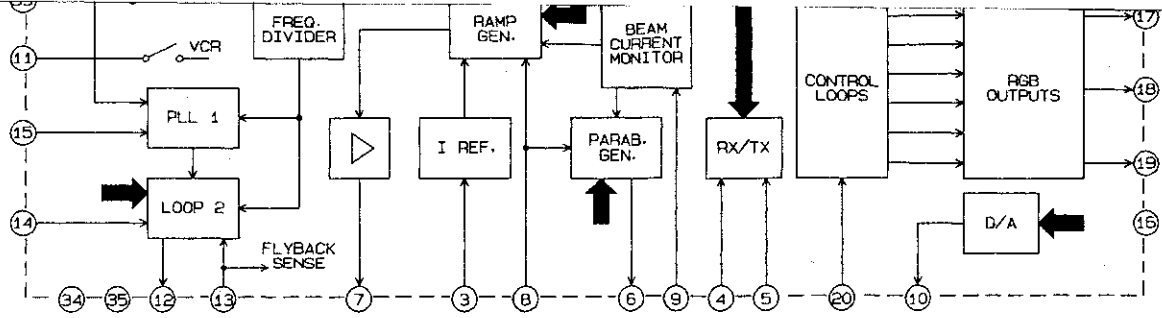 FREQ.
DIVIDER
RAMP
GEN.
BEAM
CURRENT
MONITOR
17
11
VCR
CONTROL
LOOPS
RGB
OUTPUTS
18
PLL 1
15
I REF.
PARAB.
GEN.
RX/TX
19
LOOP 2
14
D/A
16
FLYBACK
SENSE
34
35
12
13
7
3
8
6
9
4
5
20
10